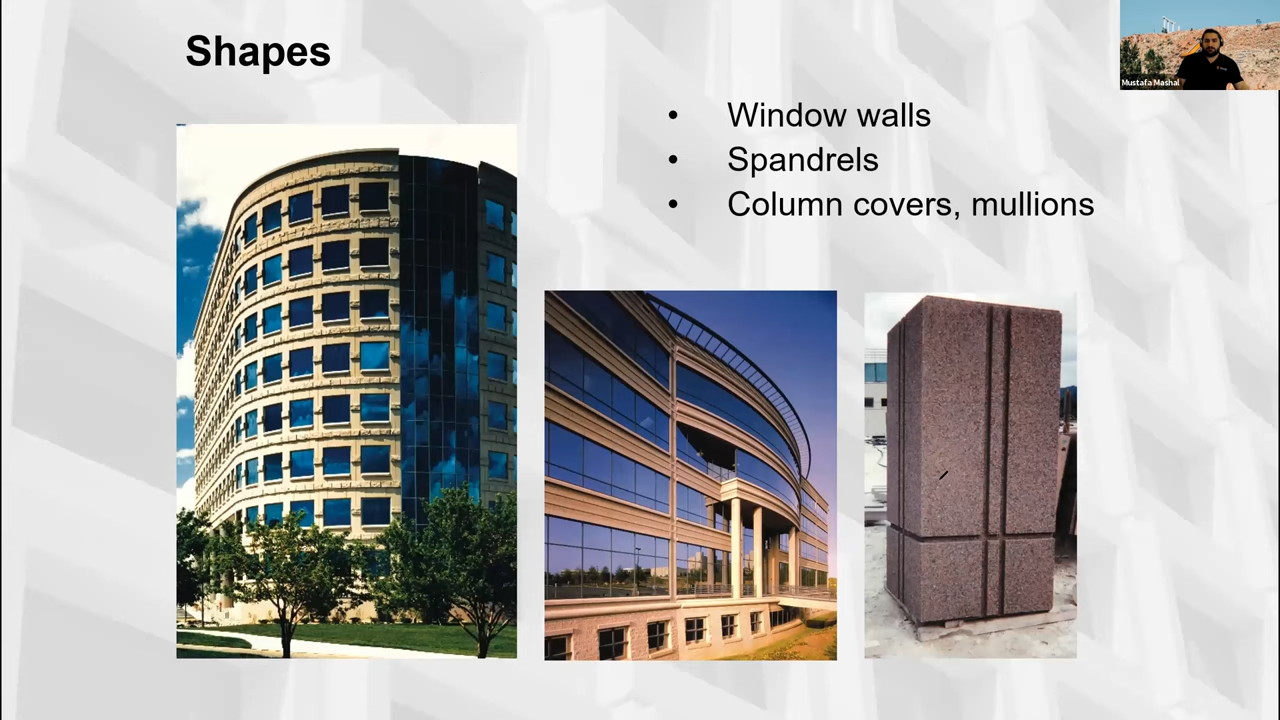 Shapes
Mustafa Mashal
• Window walls
• Spandrels
• Column covers, mullions